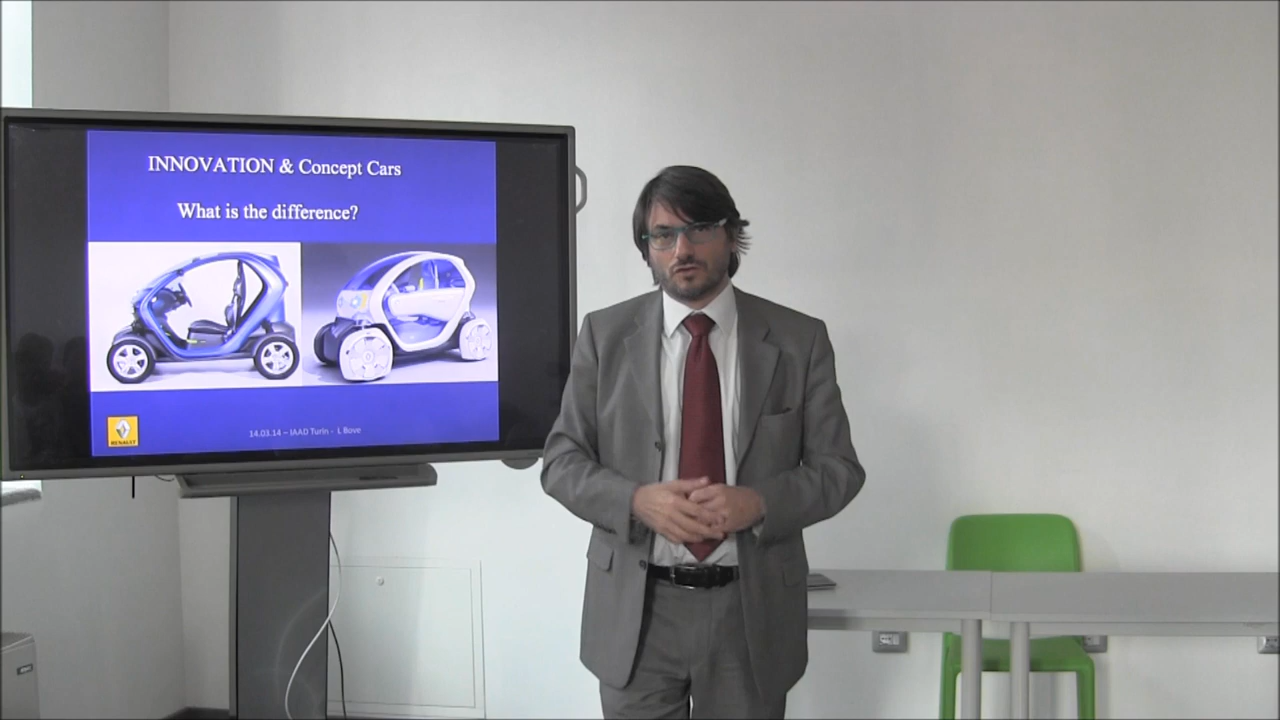 INNOVATION & Concept Cars
What is the difference?
RENAULT
14.03.14 – IAAD Turin - L Bove